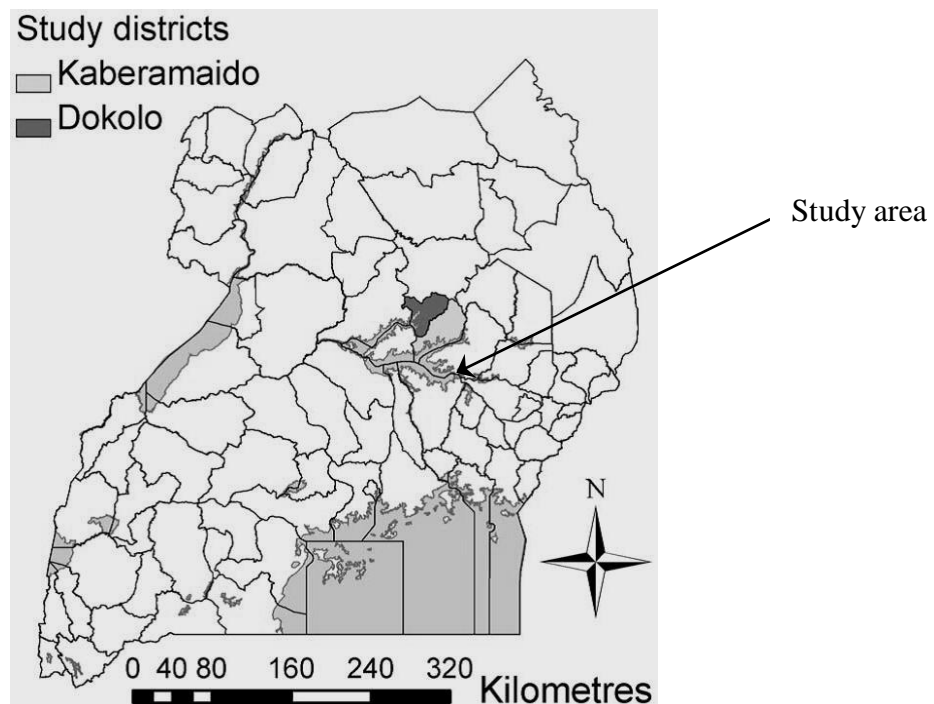 Study districts
Kaberamaido
Dokolo
Study area
N
0 40 80 160 240 320
Kilometres